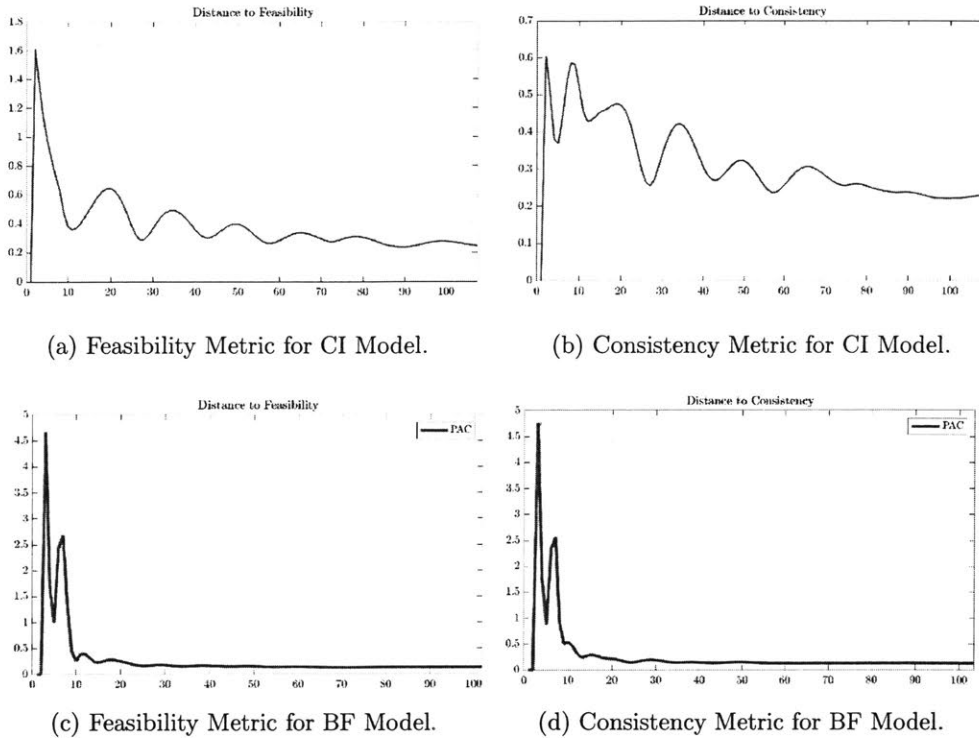 Distance to Feasibility
1.8
1.6
1.4
1.2
1
0.8
0.6
0.4
0.2
0
0 10 20 30 40 50 60 70 80 90 100
(a) Feasibility Metric for CI Model.
Distance to Consistency
0.7
0.6
0.5
0.4
0.3
0.2
0.1
0
0 10 20 30 40 50 60 70 80 90 100
(b) Consistency Metric for CI Model.
Distance to Feasibility
PAC
5
4.5
4
3.5
3
2.5
2
1.5
1
0.5
0
0 10 20 30 40 50 60 70 80 90 100
(c) Feasibility Metric for BF Model.
Distance to Consistency
PAC
5
4.5
4
3.5
3
2.5
2
1.5
1
0.5
0
0 10 20 30 40 50 60 70 80 90 100
(d) Consistency Metric for BF Model.